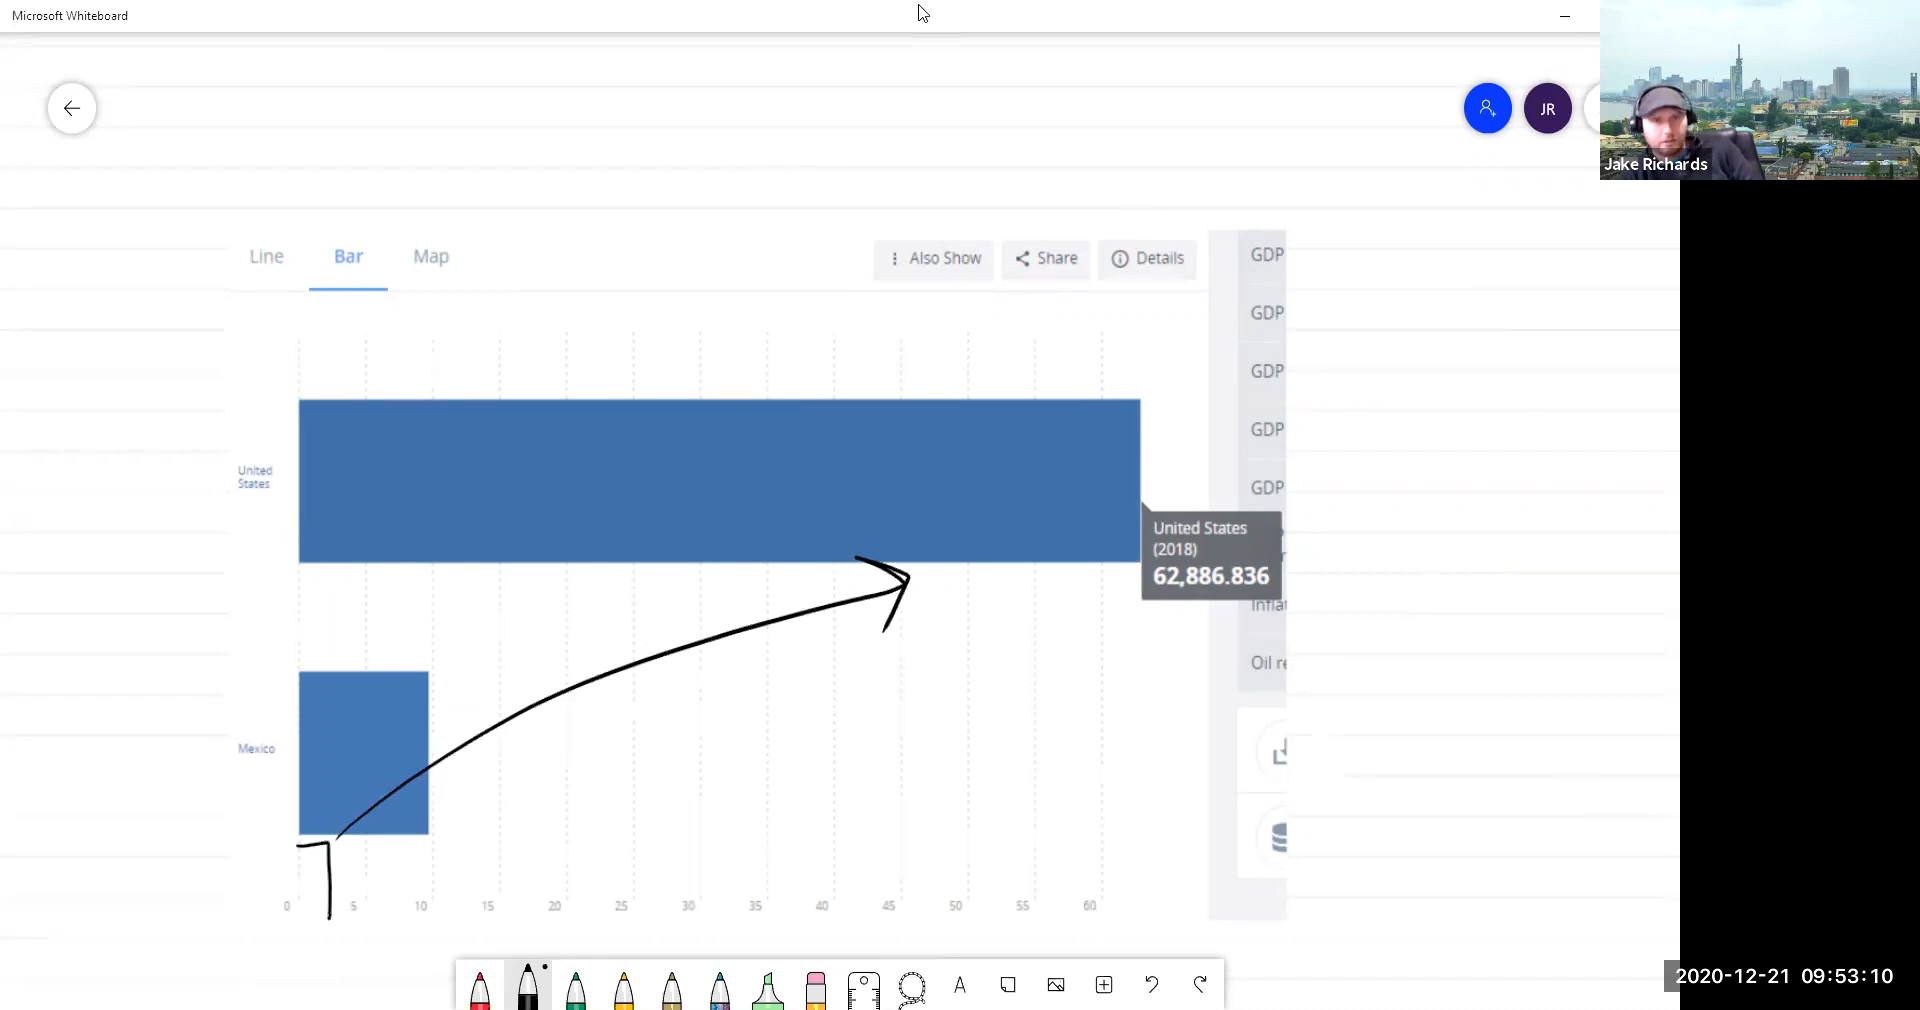 Microsoft Whiteboard
JR
Jake Richards
Line Bar Map
Also Show Share Details
GDP
GDP
GDP
GDP
GDP
United
States
United States
(2018)
62,886.836
Oil re
Mexico
0 5 10 15 20 25 30 35 40 45 50 55 60
A
2020-12-21 09:53:10